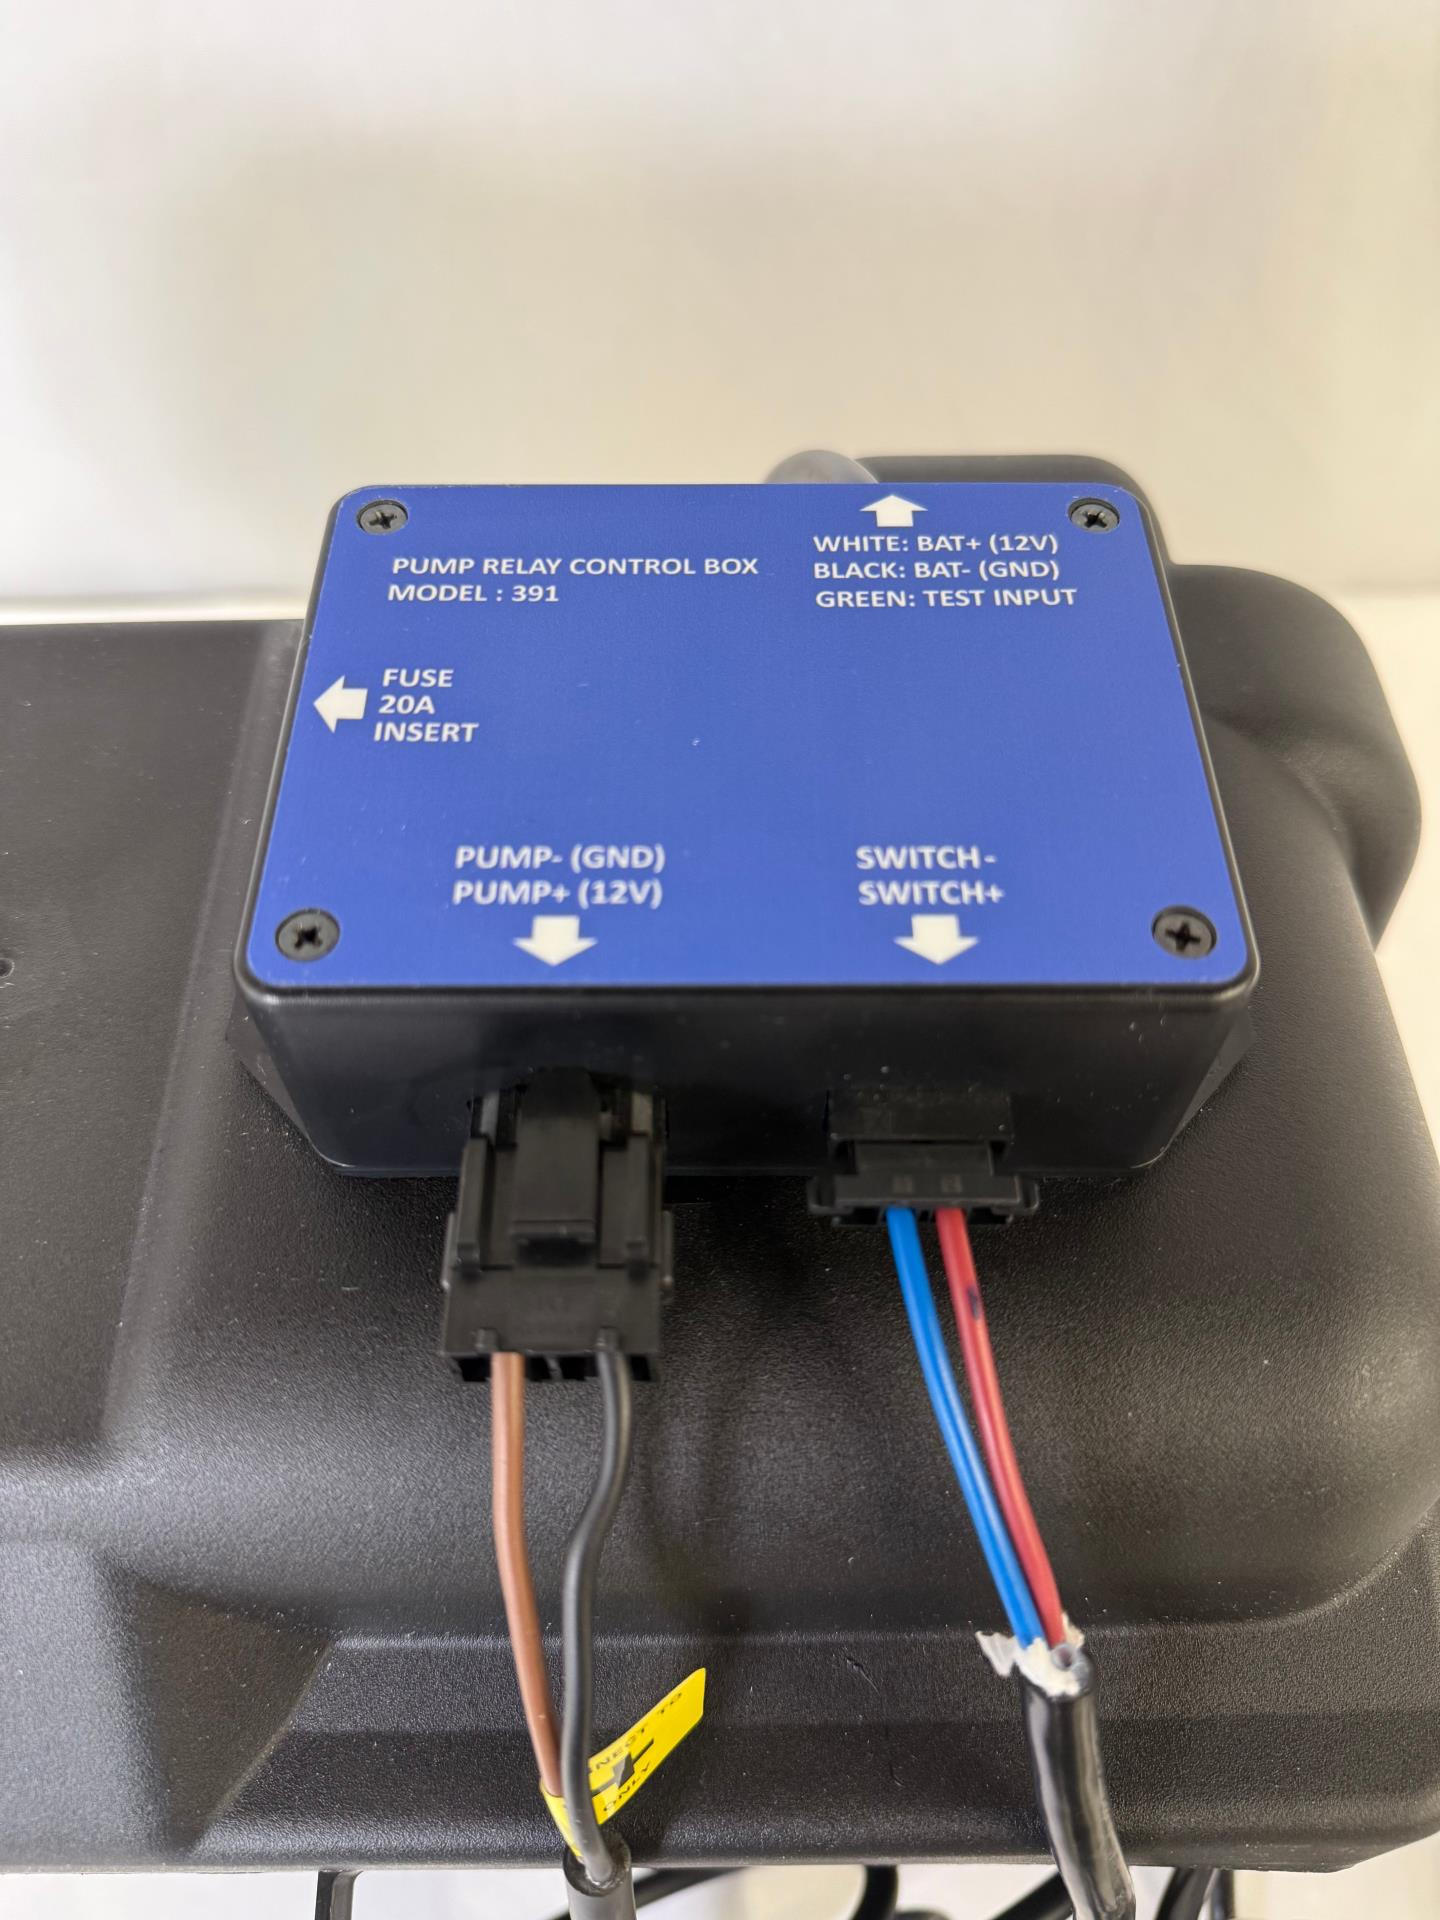 PUMP RELAY CONTROL BOX
MODEL : 391
WHITE: BAT+ (12V)
BLACK: BAT- (GND)
GREEN: TEST INPUT
FUSE
20A
INSERT
PUMP- (GND)
PUMP+ (12V)
SWITCH-
SWITCH+
ONLY